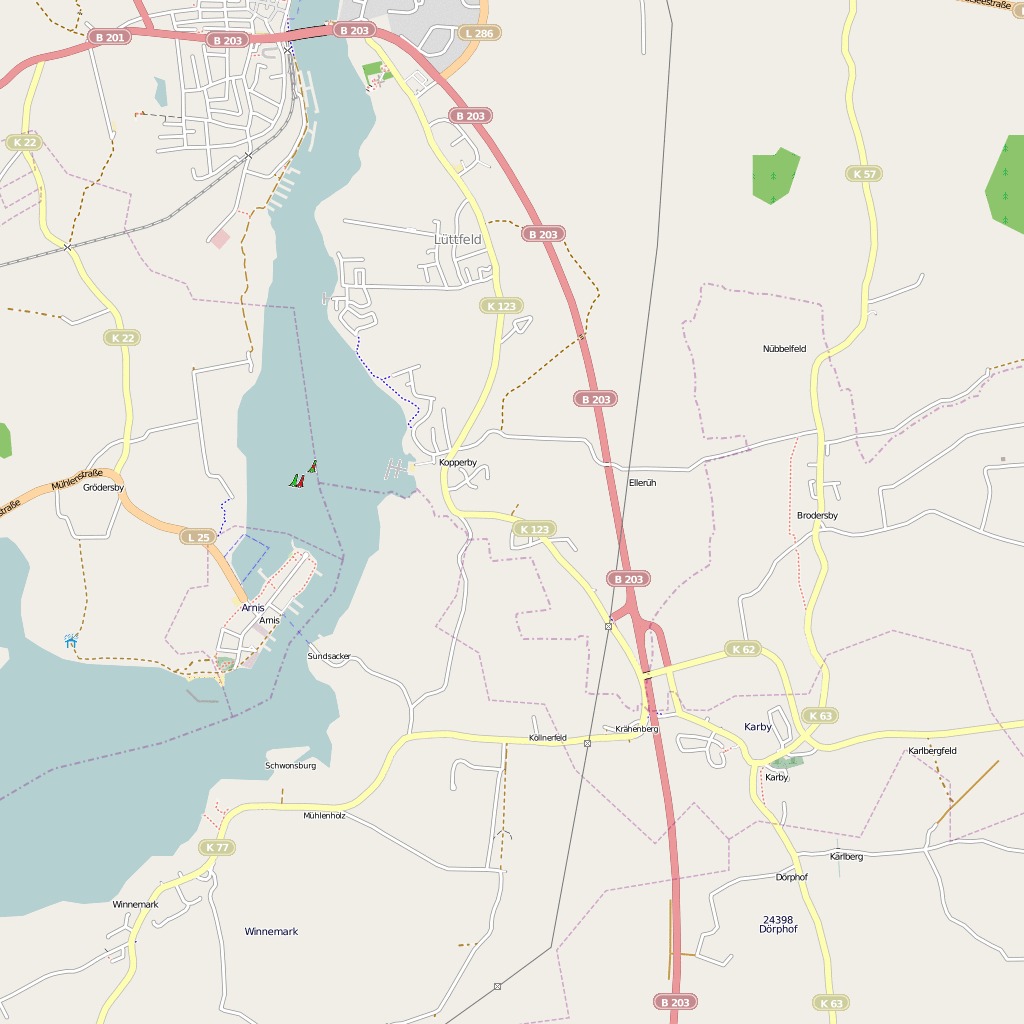 B 201
B 203
B 203
L 286
B 203
K 22
K 57
Lüttfeld
B 203
K 123
K 22
Nübbelfeld
B 203
Kopperby
Mühlenstraße
Grödersby
Ellerüh
straße
Brodersby
K 123
L 25
B 203
Arnis
Arnis
Sundsacker
K 62
K 63
Krähenberg
Karby
Köllnerfeld
Karlbergfeld
Schwonsburg
Karby
Mühlenholz
K 77
Karlberg
Dörphof
Winnemark
24398
Dörphof
Winnemark
B 203
K 63